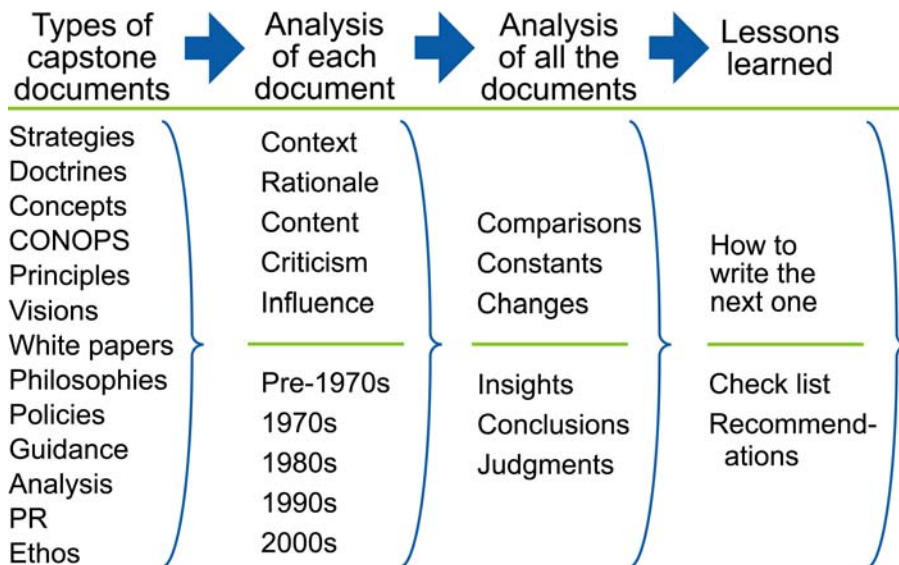 Types of
capstone
documents
Analysis
of each
document
Analysis
of all the
documents
Lessons
learned
Strategies
Doctrines
Concepts
CONOPS
Principles
Visions
White papers
Philosophies
Policies
Guidance
Analysis
PR
Ethos
Context
Rationale
Content
Criticism
Influence
Pre-1970s
1970s
1980s
1990s
2000s
Comparisons
Constants
Changes
Insights
Conclusions
Judgments
How to
write the
next one
Check list
Recommend-
ations